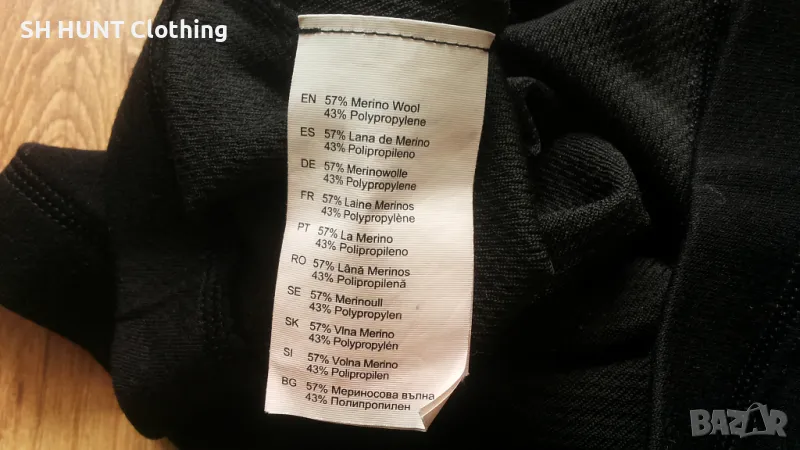 SH HUNT Clothing
EN 57% Merino Wool
43% Polypropylene
ES 57% Lana de Merino
43% Polipropileno
DE 57% Merinowolle
43% Polypropylene
FR 57% Laine Merinos
43% Polypropylène
PT 57% La Merino
43% Polipropileno
RO 57% Lână Merinos
43% Polipropilenă
SE 57% Merinoull
43% Polypropylen
SK 57% Vlna Merino
43% Polypropylén
SI 57% Volna Merino
43% Polipropilen
BG 57% Мериносова вълна
43% Полипропилен
BAZAR